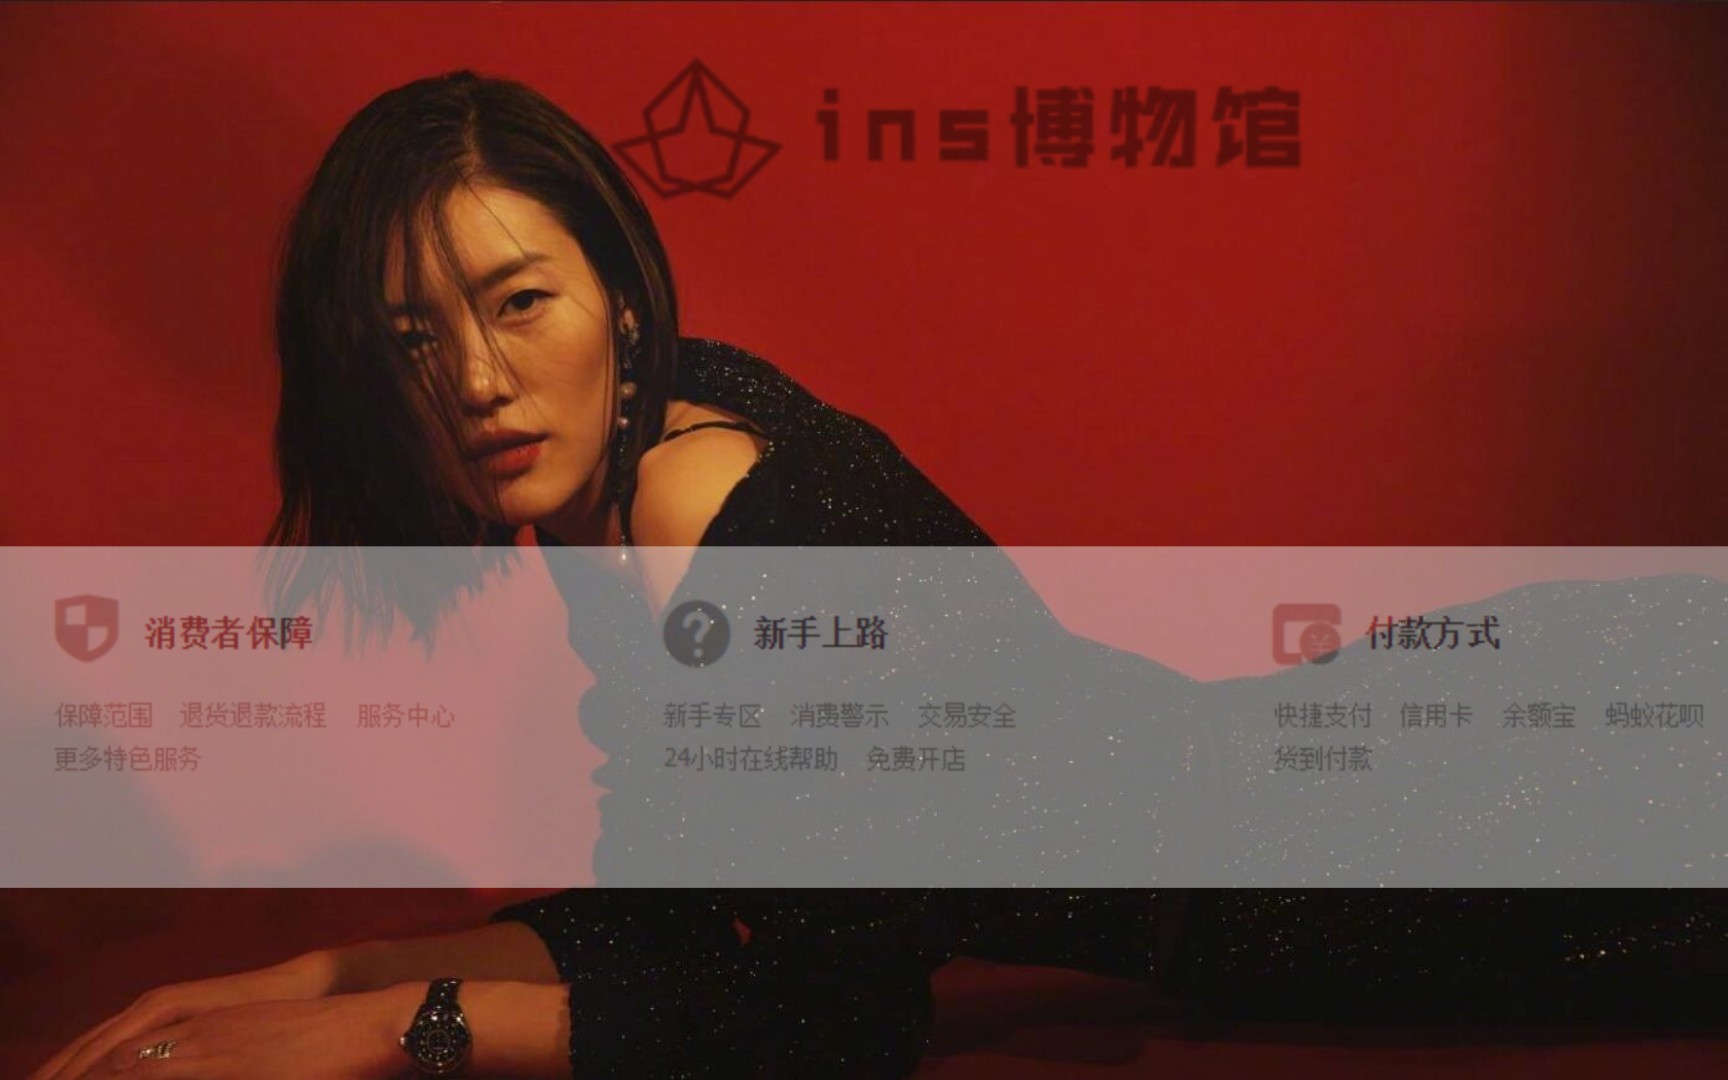 ins博物馆
消费者保障
保障范围 退货退款流程 服务中心
更多特色服务
新手上路
新手专区 消费警示 交易安全
24小时在线帮助 免费开店
付款方式
快捷支付 信用卡 余额宝 蚂蚁花呗
货到付款